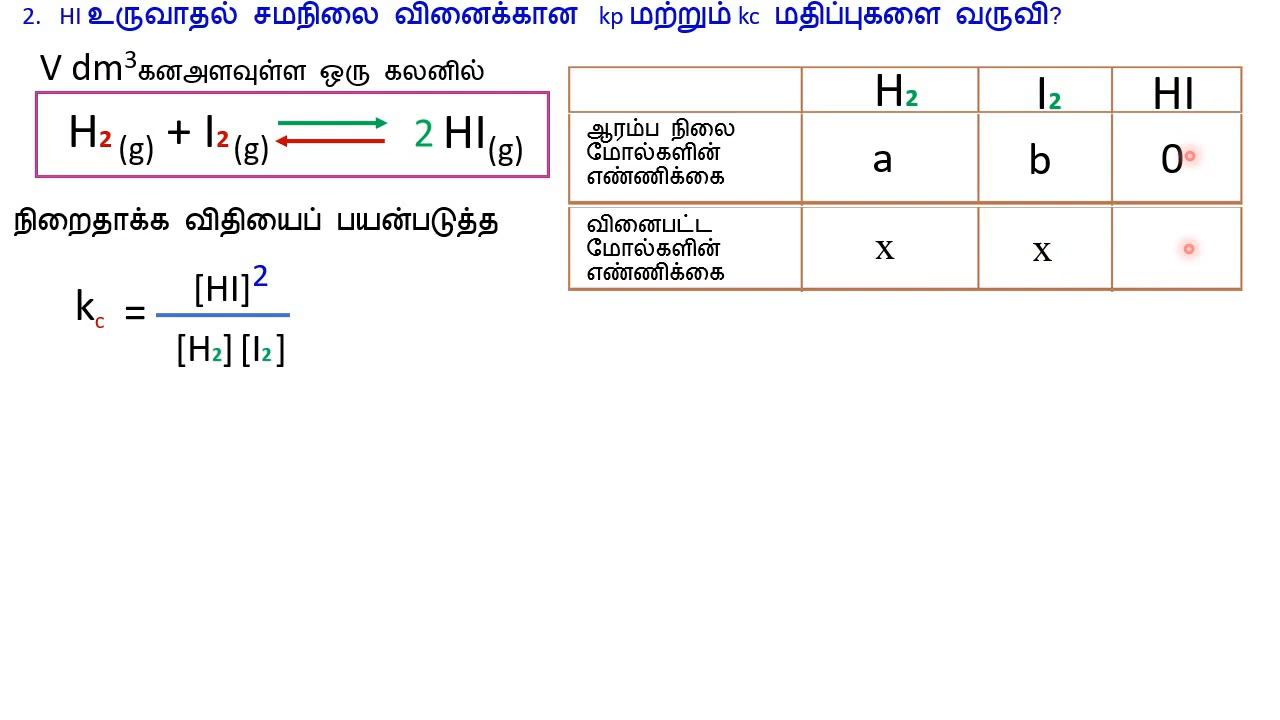 2. HI உருவாதல் சமநிலை வினைக்கான kp மற்றும் kc மதிப்புகளை வருவி?
V dm³கனஅளவுள்ள ஒரு கலனில்
H₂ (g) + I₂ (g) ⇌ 2 HI(g)
நிறைதாக்க விதியைப் பயன்படுத்த
kc = [HI]² / [H₂] [I₂]
H₂ I₂ HI
ஆரம்ப நிலை
மோல்களின்
எண்ணிக்கை
a b 0
வினைபட்ட
மோல்களின்
எண்ணிக்கை
x x